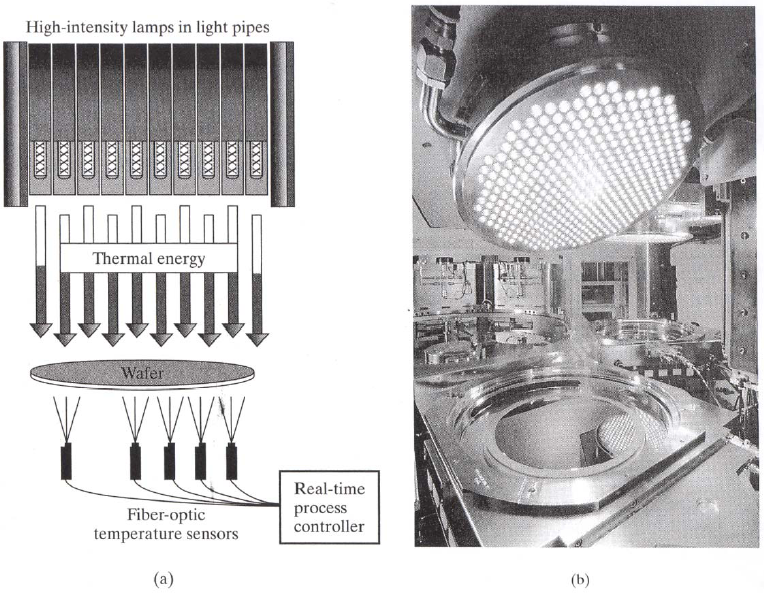 High-intensity lamps in light pipes
Thermal energy
Wafer
Fiber-optic
temperature sensors
Real-time
process
controller
(a)
(b)